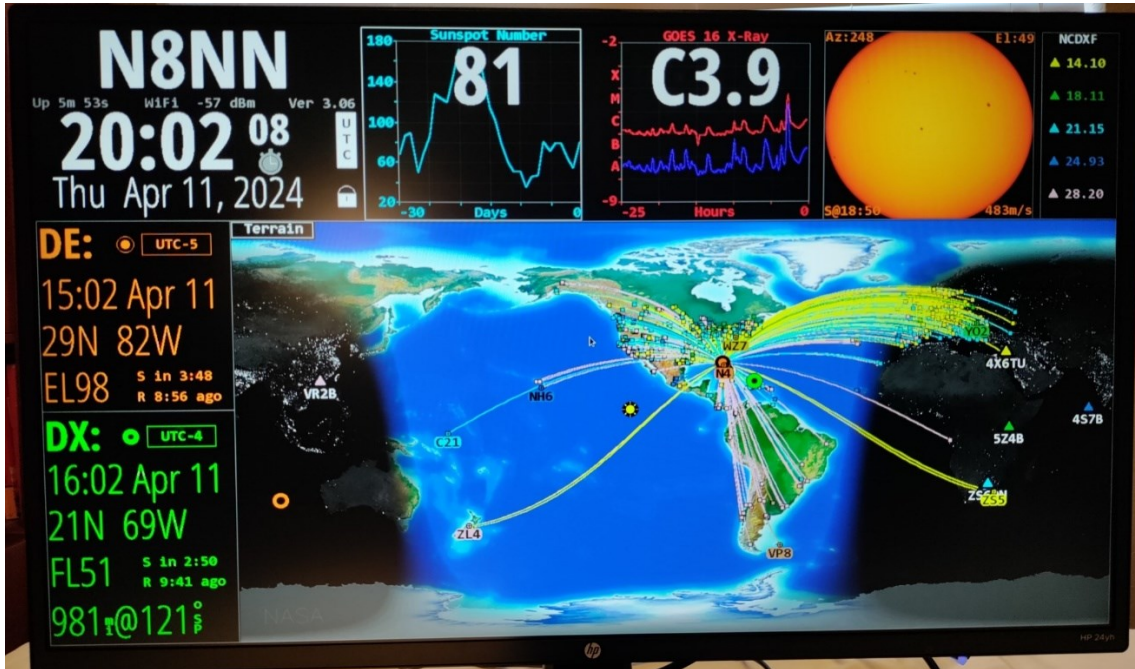 N8NN
Up 5m 53s WiFi -57 dBm Ver 3.06
20:02 08
UTC
Thu Apr 11, 2024
Sunspot Number
81
180
140
100
60
20
-30 Days 0
GOES 16 X-Ray
C3.9
-2
X
M
C
B
A
-9
-25 Hours 0
Az:248 El:49
S@18:50 483m/s
NCDXF
14.10
18.11
21.15
24.93
28.20
DE: UTC-5
15:02 Apr 11
29N 82W
EL98 S in 3:48
R 8:56 ago
DX: UTC-4
16:02 Apr 11
21N 69W
FL51 S in 2:50
R 9:41 ago
981mi@121° SP
Terrain
WZ7
N4
YO2
4X6TU
VR2B
NH6
4S7B
C21
5Z4B
ZS5
ZL4
VP8
NASA
hp
HP 24yh